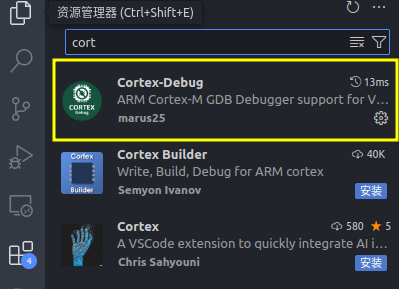 资源管理器 (Ctrl+Shift+E)
cort
Cortex-Debug
13ms
ARM Cortex-M GDB Debugger support for V...
marus25
CORTEX
Debug
Cortex Builder
40K
Write, Build, Debug for ARM cortex
Semyon Ivanov
安装
Cortex
Builder
Cortex
580
5
A VSCode extension to quickly integrate AI i...
Chris Sahyouni
安装
4